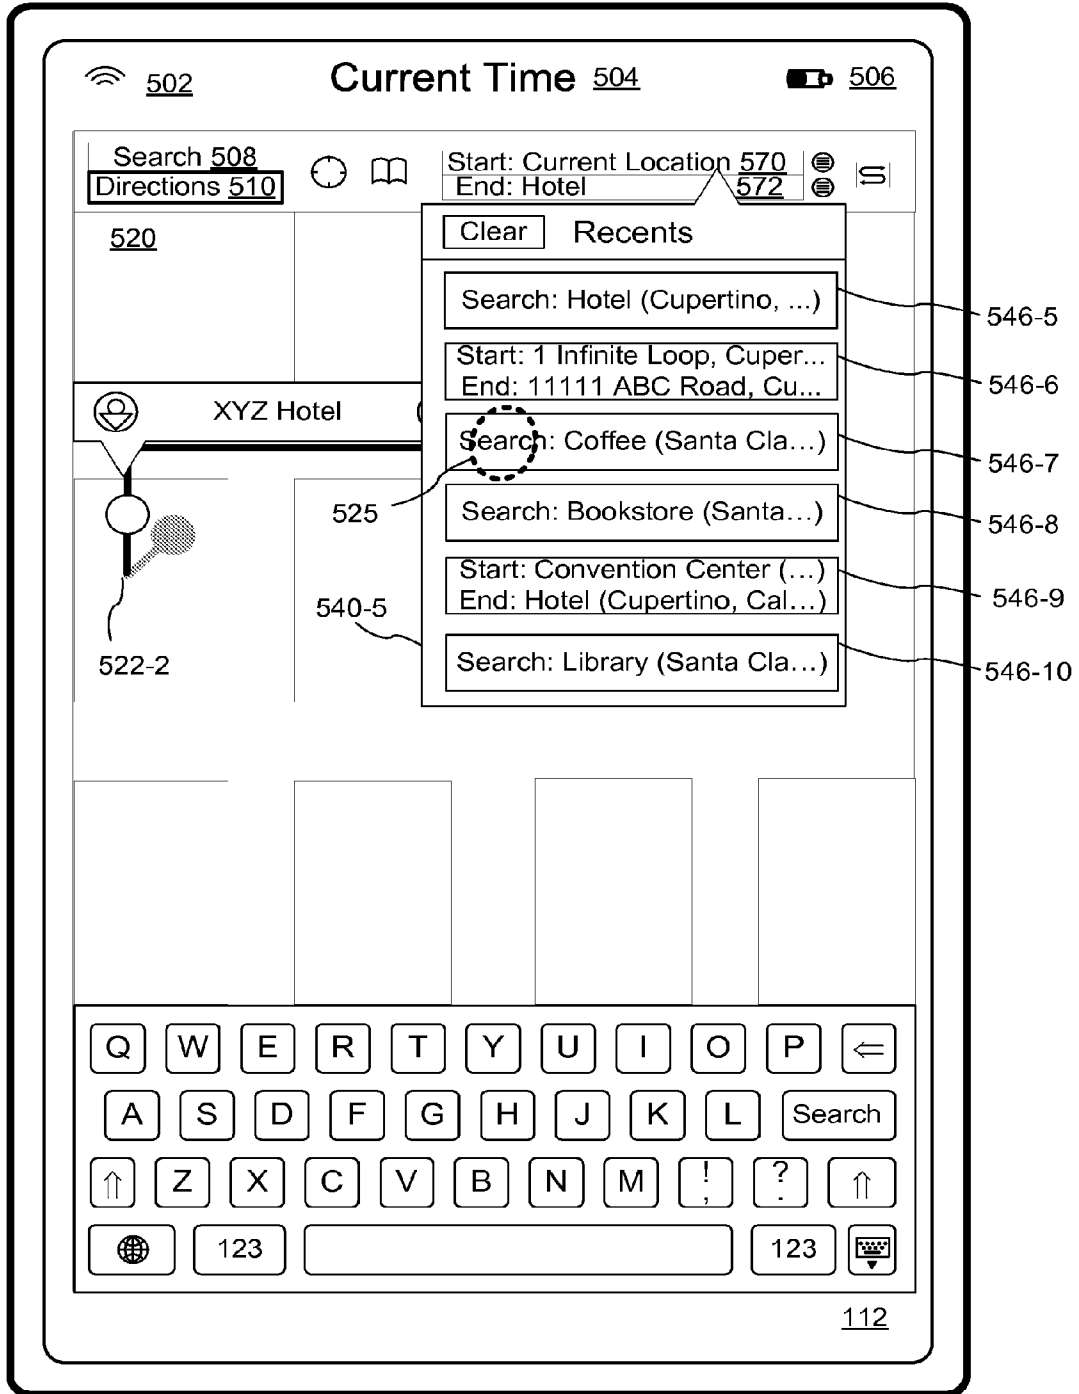 502 Current Time 504 506
Search 508
Directions 510
Start: Current Location 570
End: Hotel 572
520
Clear Recents
Search: Hotel (Cupertino, ...)
546-5
Start: 1 Infinite Loop, Cuper...
End: 11111 ABC Road, Cu...
546-6
XYZ Hotel
Search: Coffee (Santa Cla...)
546-7
525
Search: Bookstore (Santa...)
546-8
Start: Convention Center (...)
End: Hotel (Cupertino, Cal...)
546-9
540-5
522-2
Search: Library (Santa Cla...)
546-10
Q W E R T Y U I O P ⇐
A S D F G H J K L Search
⇑ Z X C V B N M ! , ? . ⇑
123 123
112